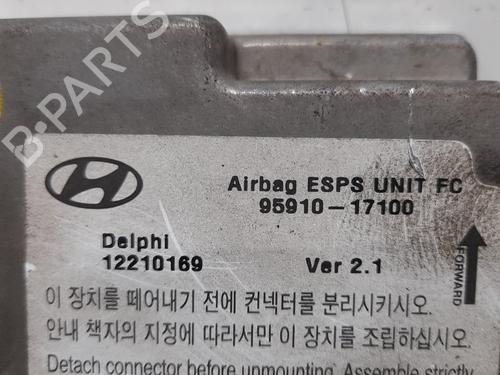 B-PARTS
Airbag ESPS UNIT FC
95910-17100
Delphi
12210169 Ver 2.1
FORWARD
이 장치를 떼어내기 전에 컨넥터를 분리시키시오.
안내 책자의 지정에 따라서만 이 장치를 조립하십시오.
Detach connector before unmounting. Assemble strictly